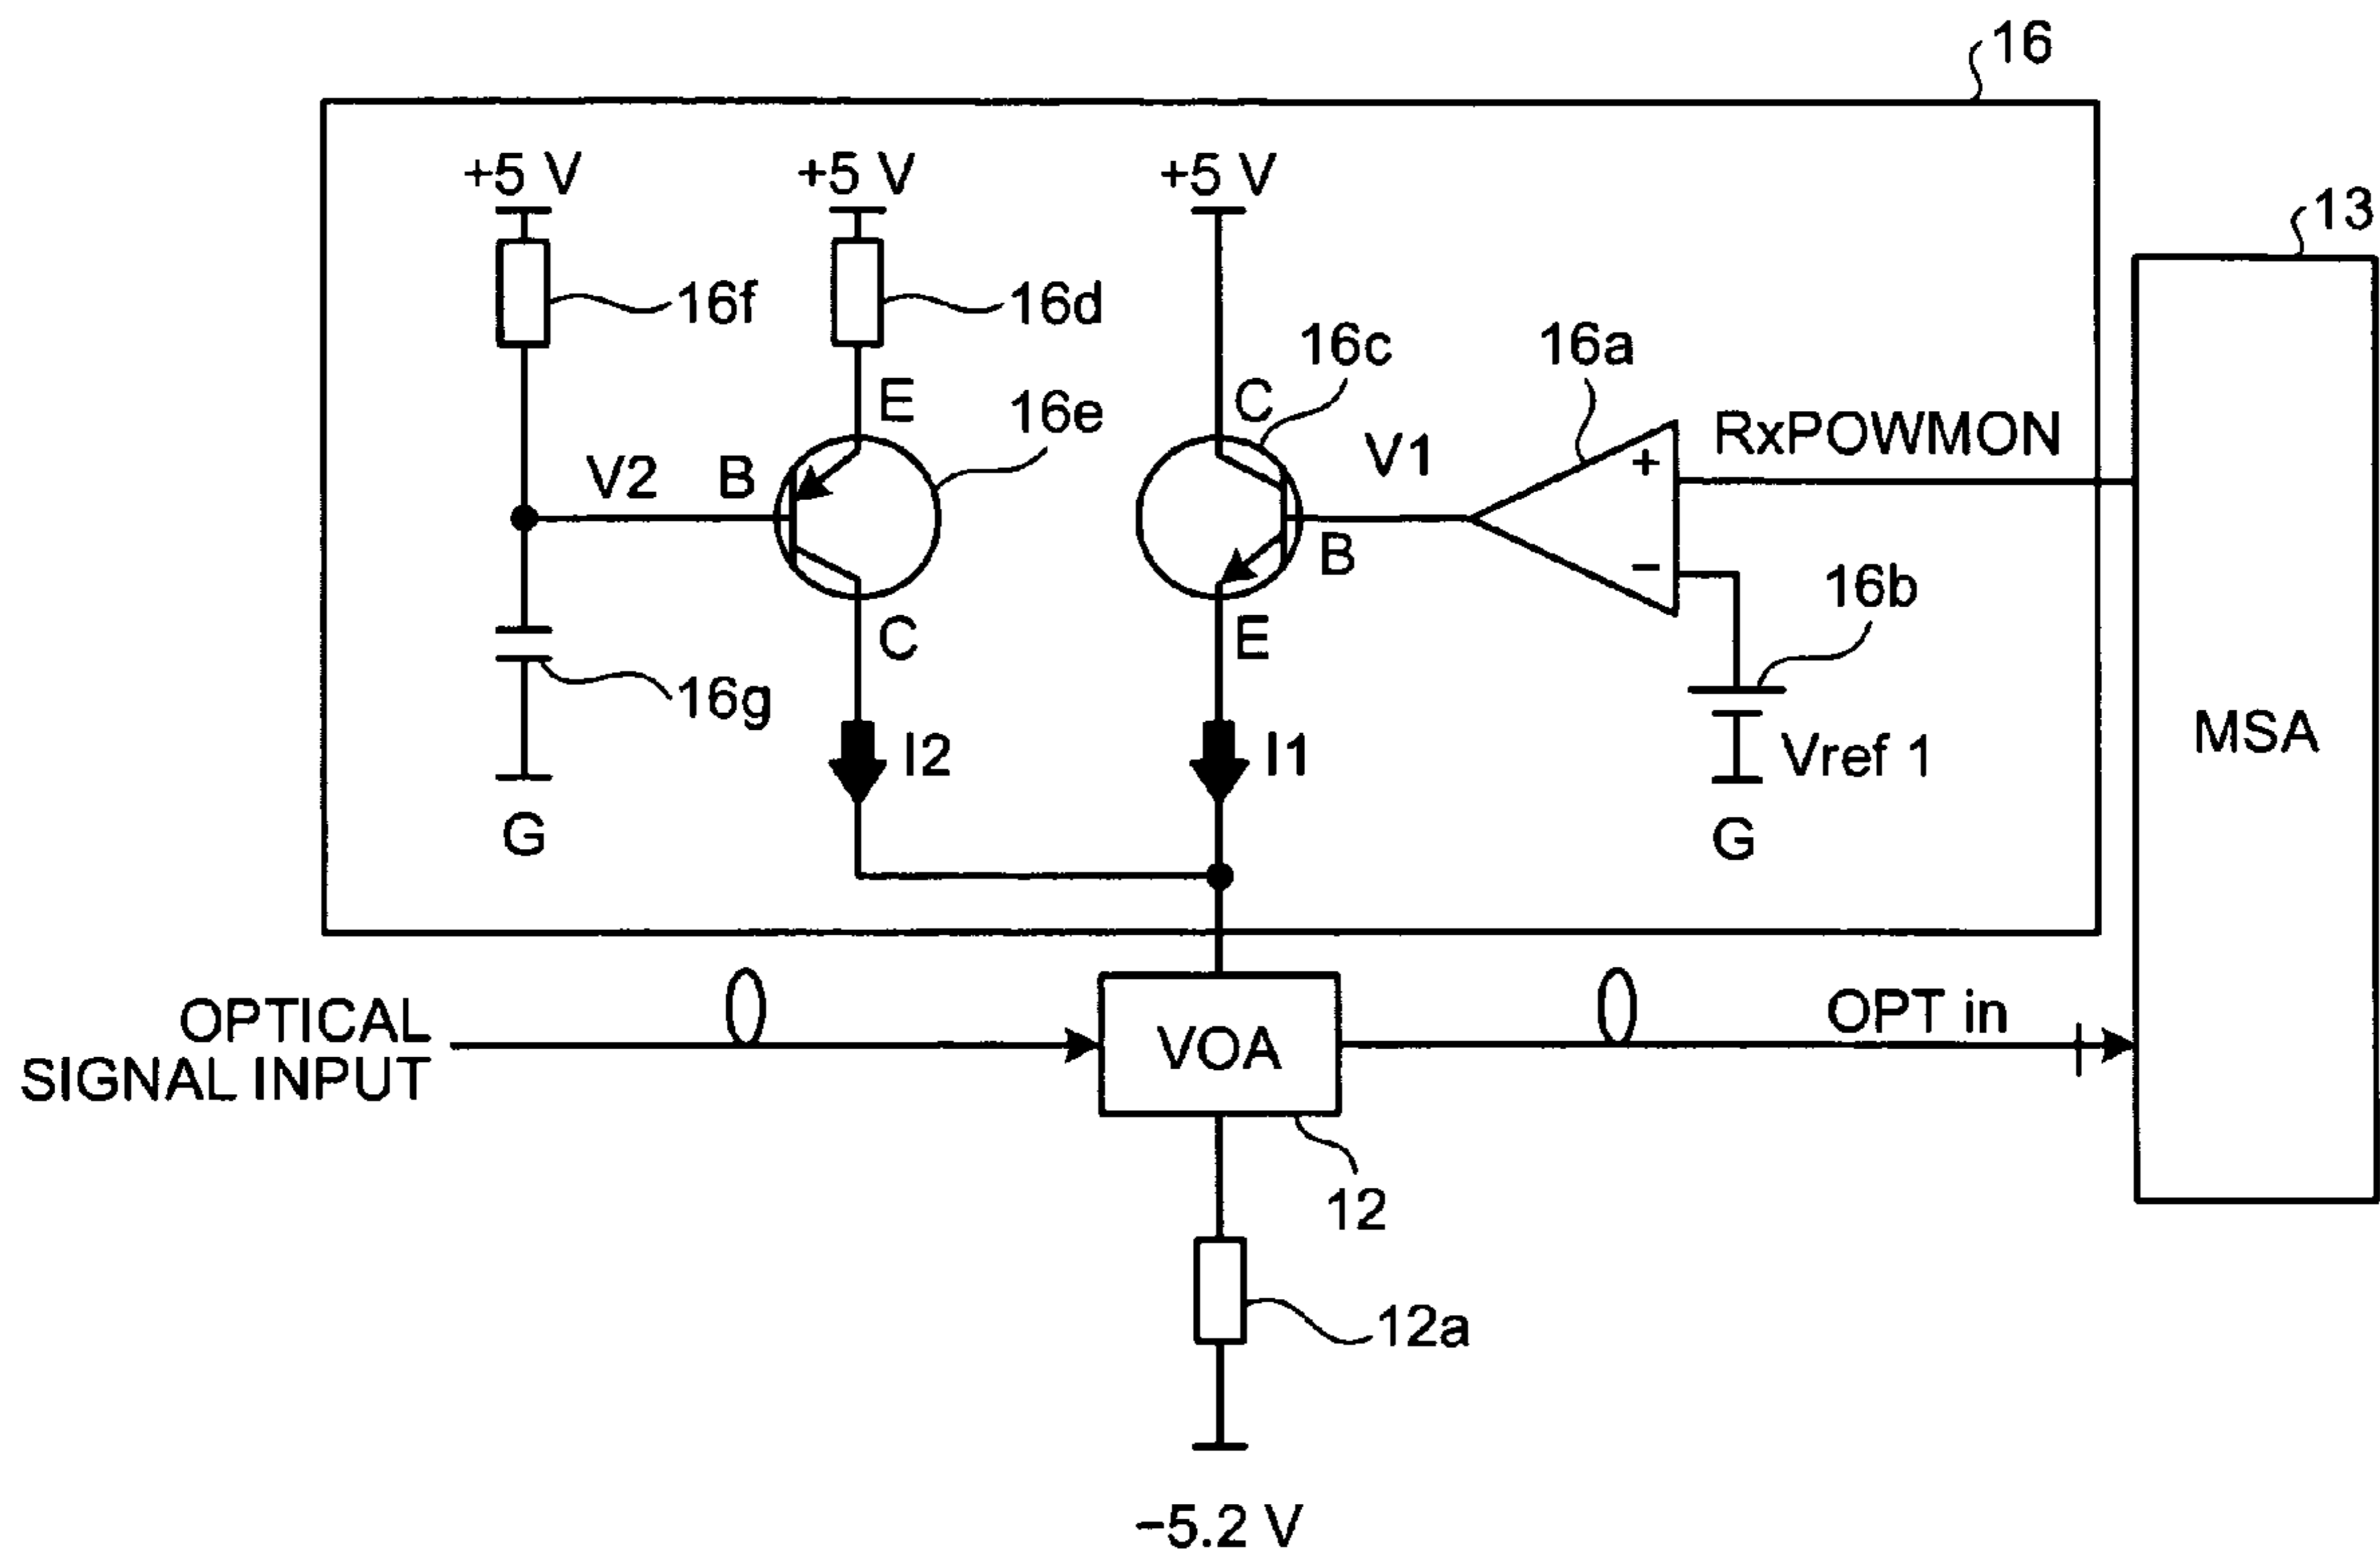 16
+5 V
+5 V
+5 V
13
16f
16d
16c
16a
E
C
16e
RxPOWMON
V1
+
V2
B
B
−
16b
C
E
16g
I2
I1
Vref 1
MSA
G
G
OPTICAL
SIGNAL INPUT
VOA
OPT in
12
12a
−5.2 V